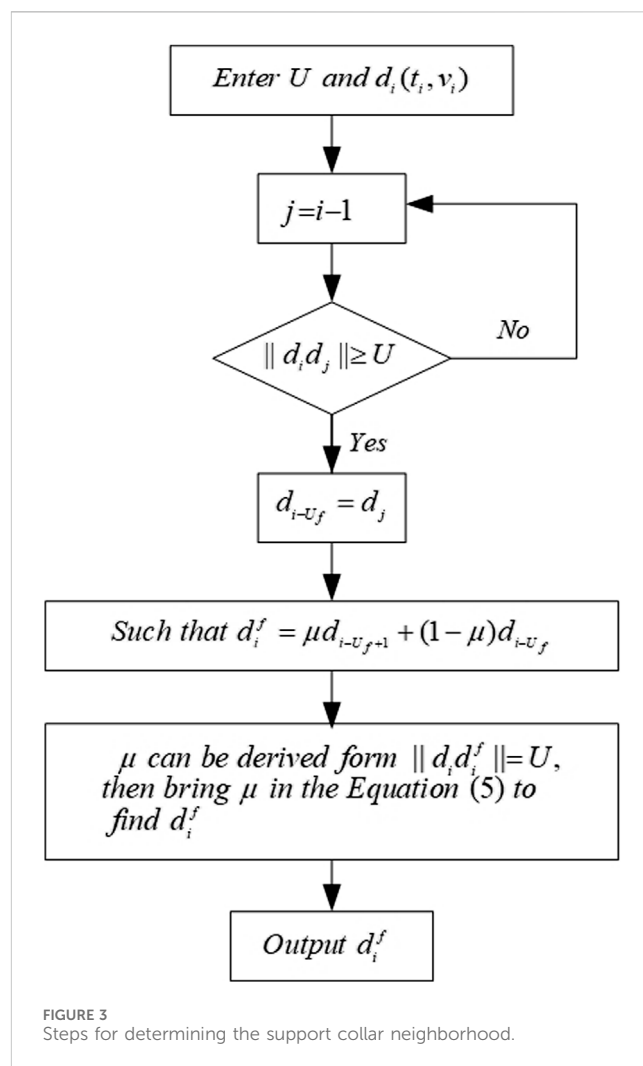 Enter U and d_i(t_i, v_i)
j=i−1
|| d_i d_j ||≥ U
No
Yes
d_{i−U_f} = d_j
Such that d_i^f = μd_{i−U_f+1} + (1−μ)d_{i−U_f}
μ can be derived form || d_i d_i^f ||= U,
then bring μ in the Equation (5) to
find d_i^f
Output d_i^f
FIGURE 3
Steps for determining the support collar neighborhood.